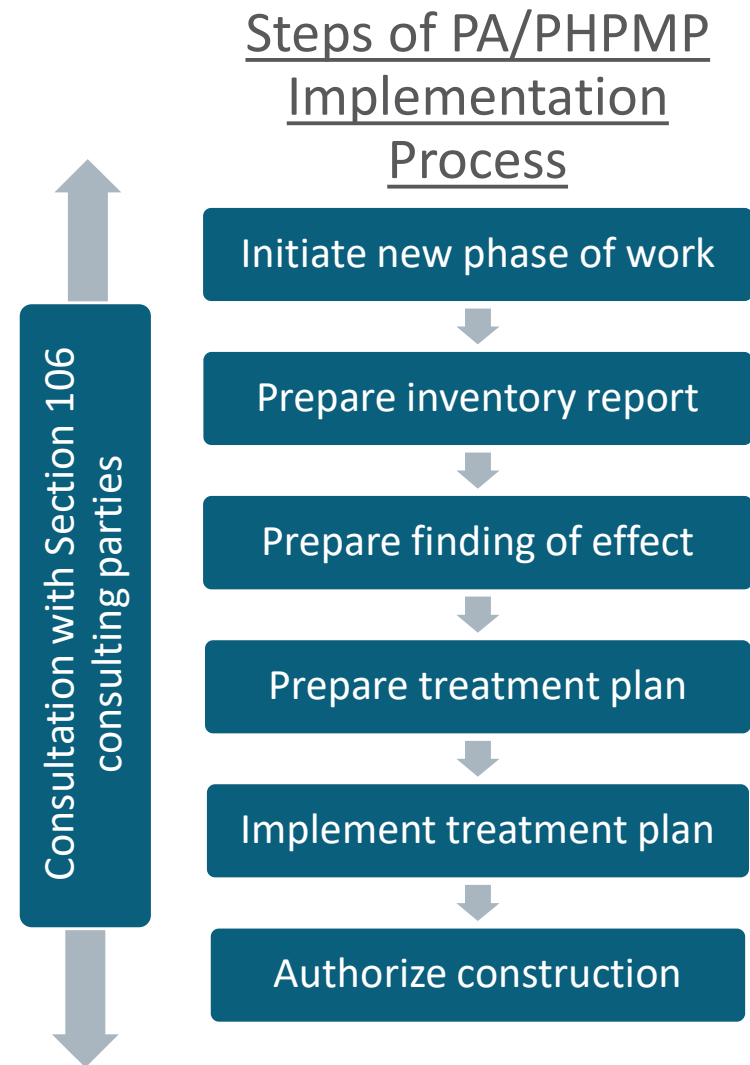 Steps of PA/PHPMP
Implementation
Process
Initiate new phase of work
Prepare inventory report
Prepare finding of effect
Prepare treatment plan
Implement treatment plan
Authorize construction
Consultation with Section 106
consulting parties